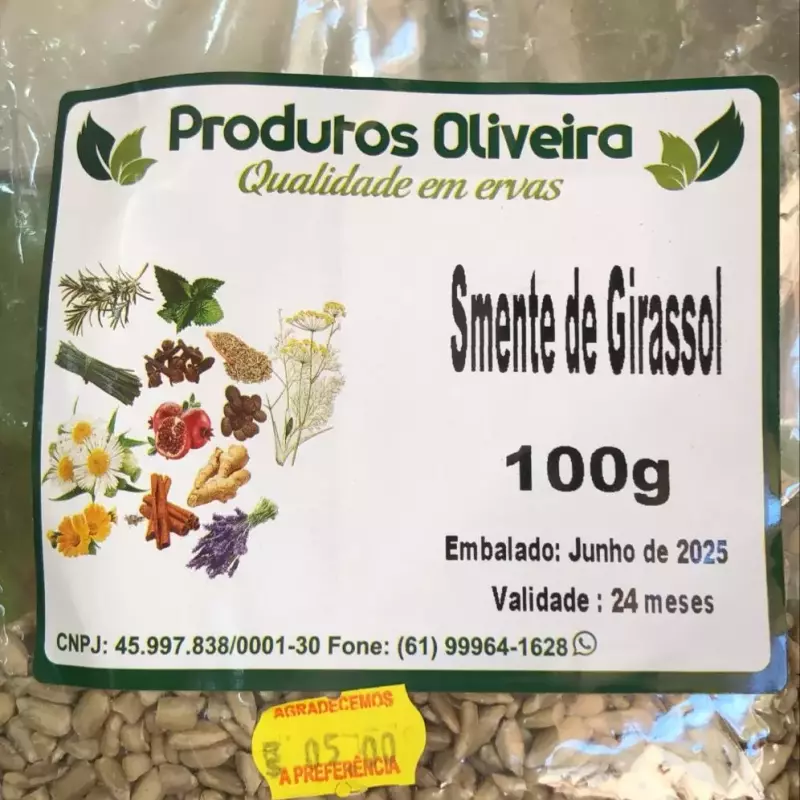 Produtos Oliveira
Qualidade em ervas
Smente de Girassol
100g
Embalado: Junho de 2025
Validade : 24 meses
CNPJ: 45.997.838/0001-30 Fone: (61) 99964-1628
AGRADECEMOS
05,00
A PREFERÊNCIA